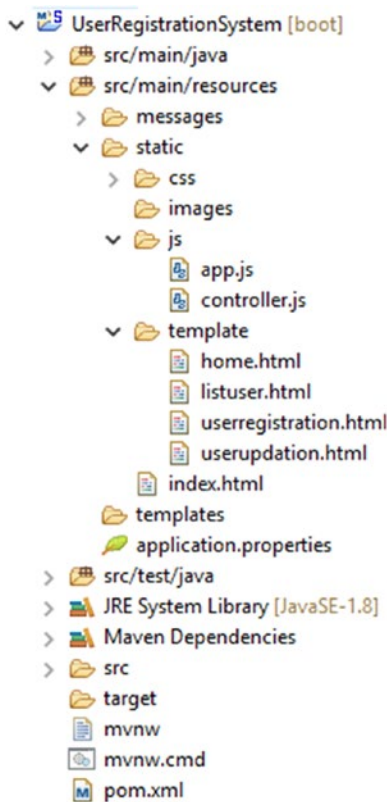 UserRegistrationSystem [boot]
src/main/java
src/main/resources
messages
static
css
images
js
app.js
controller.js
template
home.html
listuser.html
userregistration.html
userupdation.html
index.html
templates
application.properties
src/test/java
JRE System Library [JavaSE-1.8]
Maven Dependencies
src
target
mvnw
mvnw.cmd
pom.xml